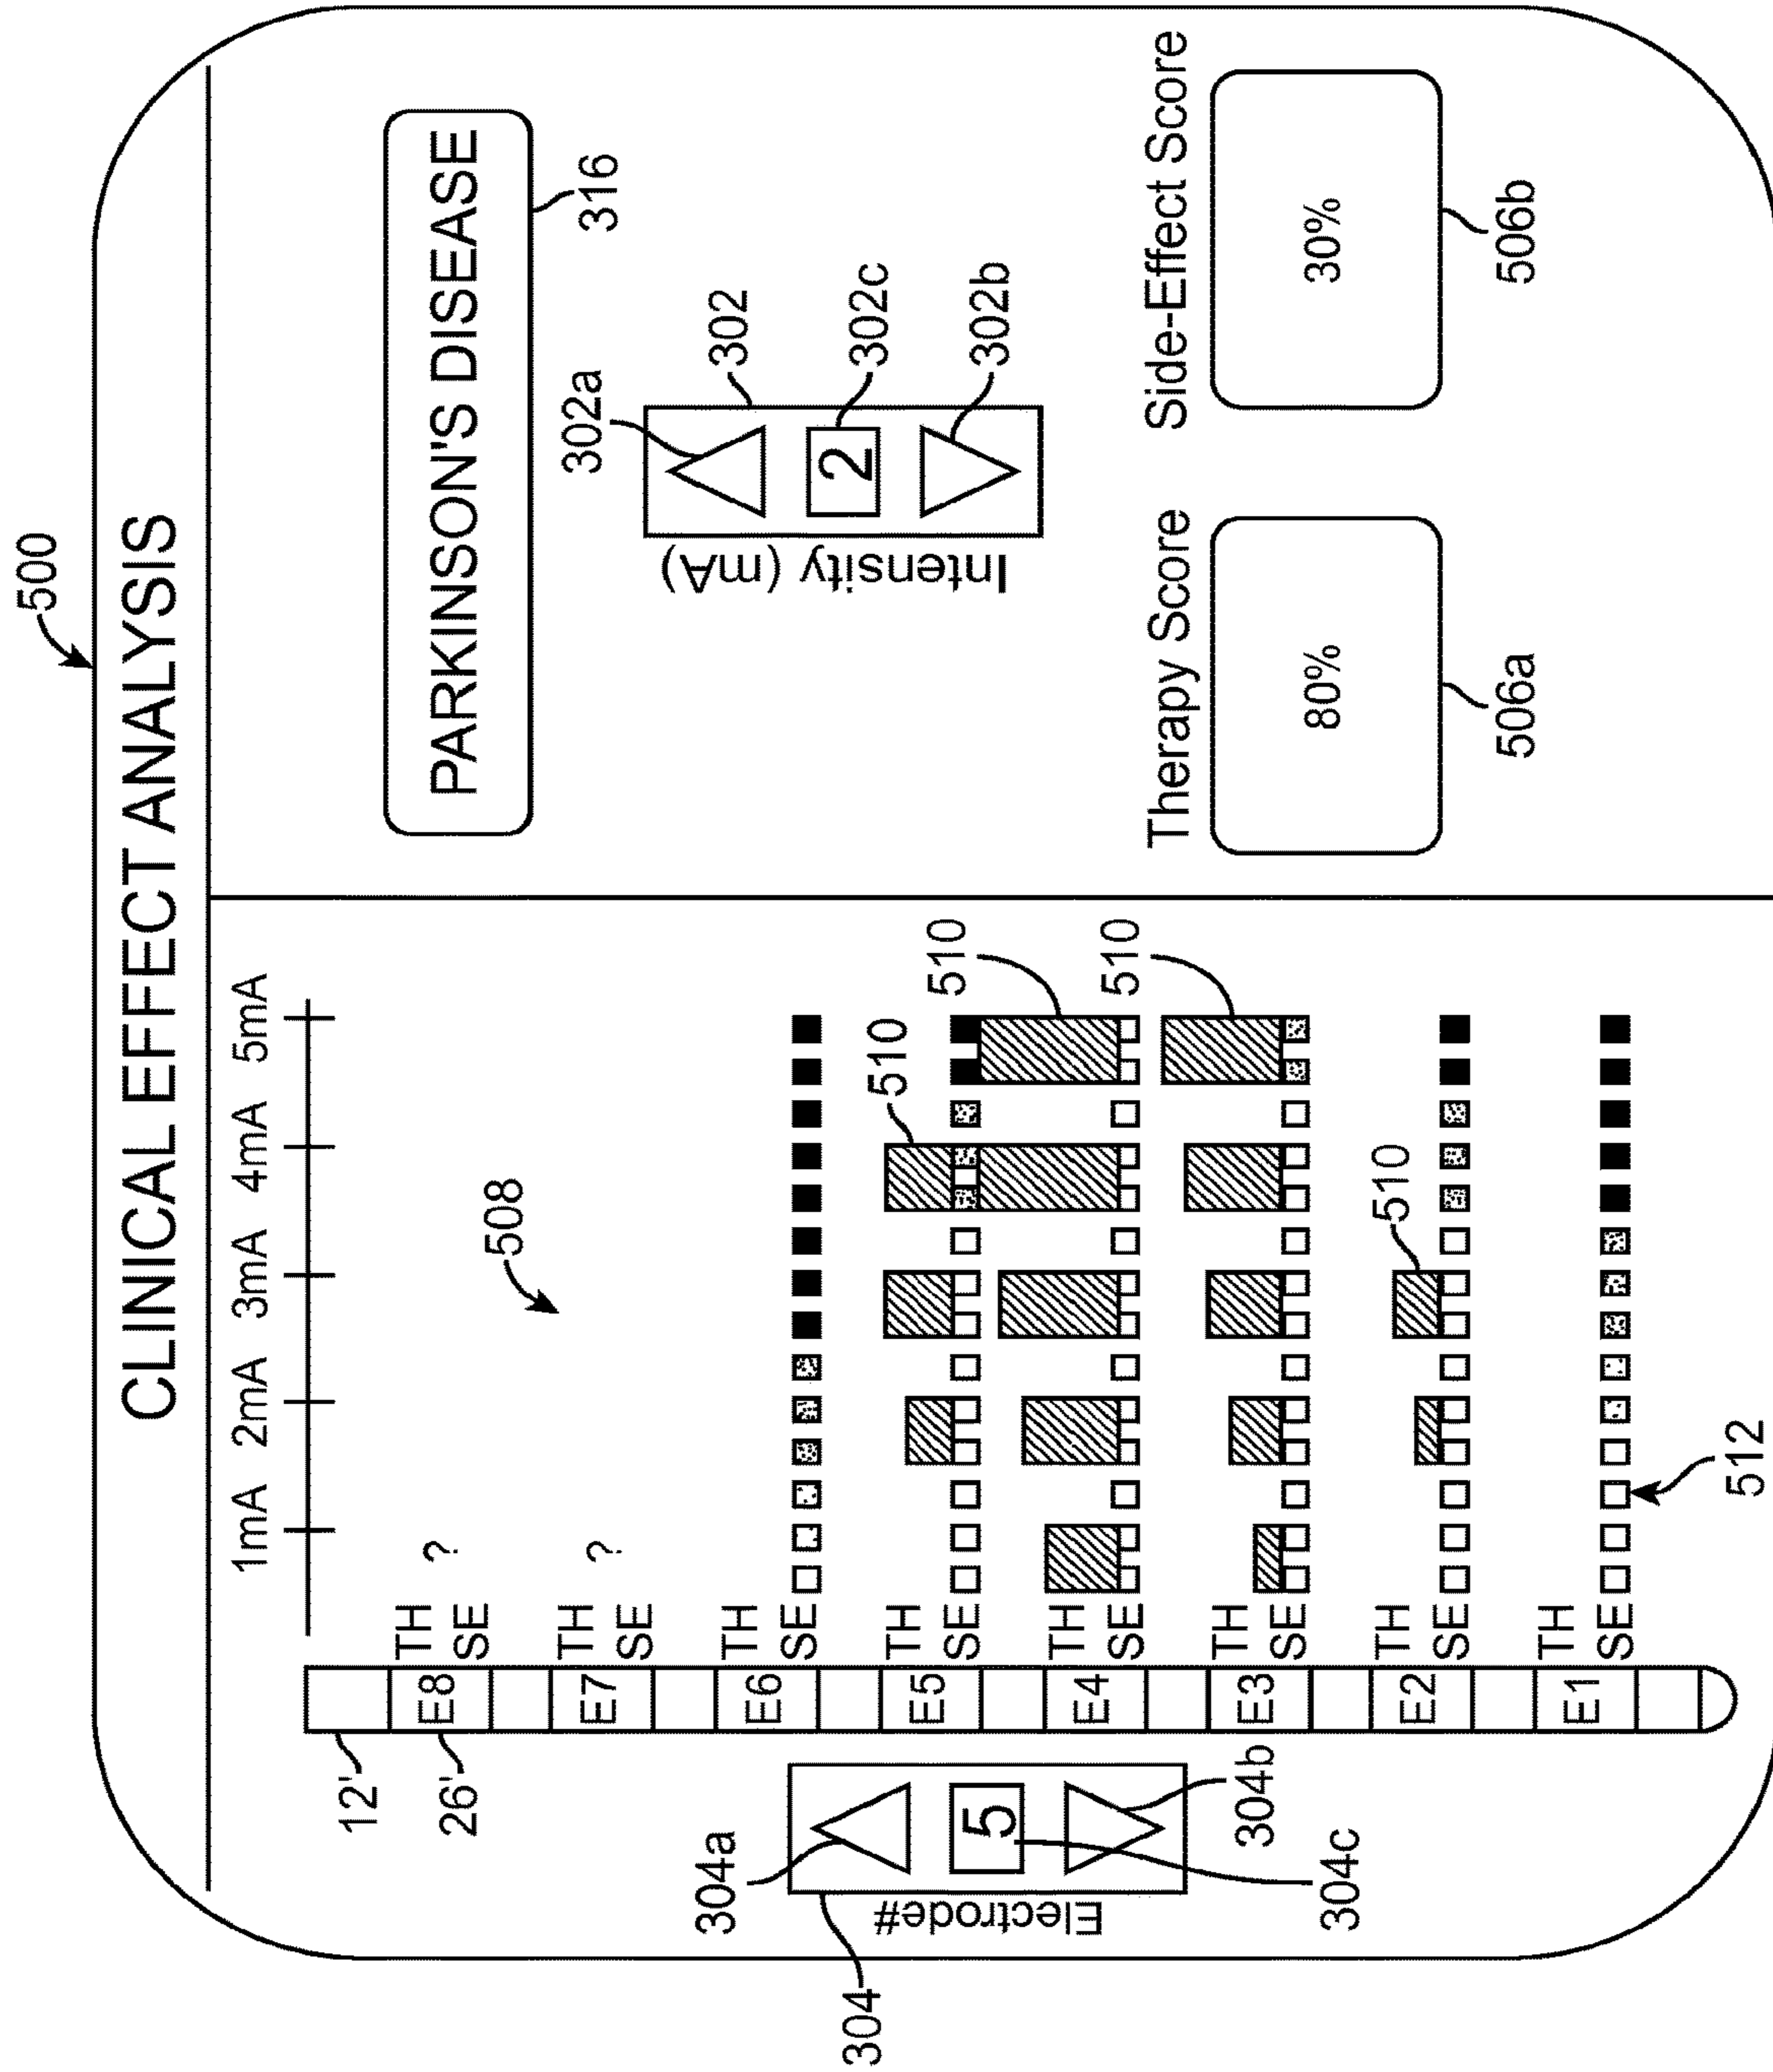 500
CLINICAL EFFECT ANALYSIS
1mA 2mA 3mA 4mA 5mA
508
12'
26'
E8 TH ?
SE
E7 TH ?
SE
E6 TH
SE
E5 TH
SE
E4 TH
SE
E3 TH
SE
E2 TH
SE
E1 TH
SE
510
510
510
510
512
304
304a
Electrode#
5
304b
304c
PARKINSON'S DISEASE
316
302a
302
Intensity (mA)
2
302c
302b
Therapy Score
80%
506a
Side-Effect Score
30%
506b